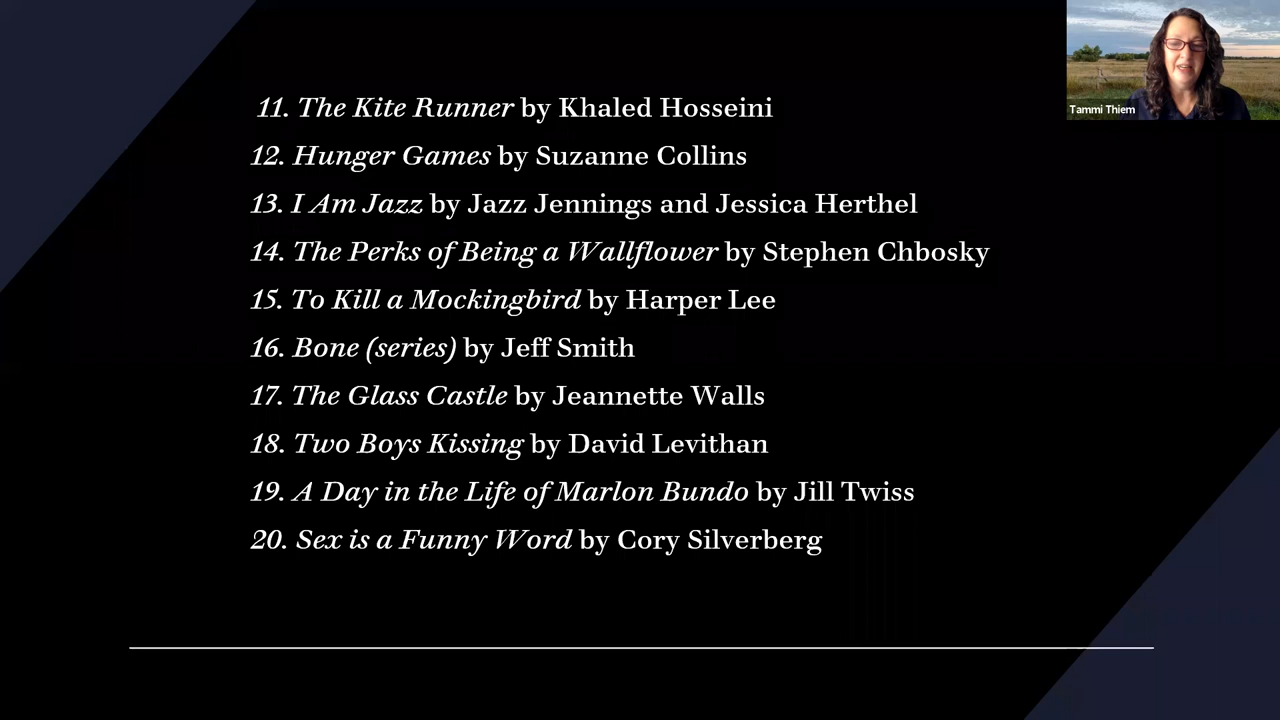 11. The Kite Runner by Khaled Hosseini
12. Hunger Games by Suzanne Collins
13. I Am Jazz by Jazz Jennings and Jessica Herthel
14. The Perks of Being a Wallflower by Stephen Chbosky
15. To Kill a Mockingbird by Harper Lee
16. Bone (series) by Jeff Smith
17. The Glass Castle by Jeannette Walls
18. Two Boys Kissing by David Levithan
19. A Day in the Life of Marlon Bundo by Jill Twiss
20. Sex is a Funny Word by Cory Silverberg
Tammi Thiem